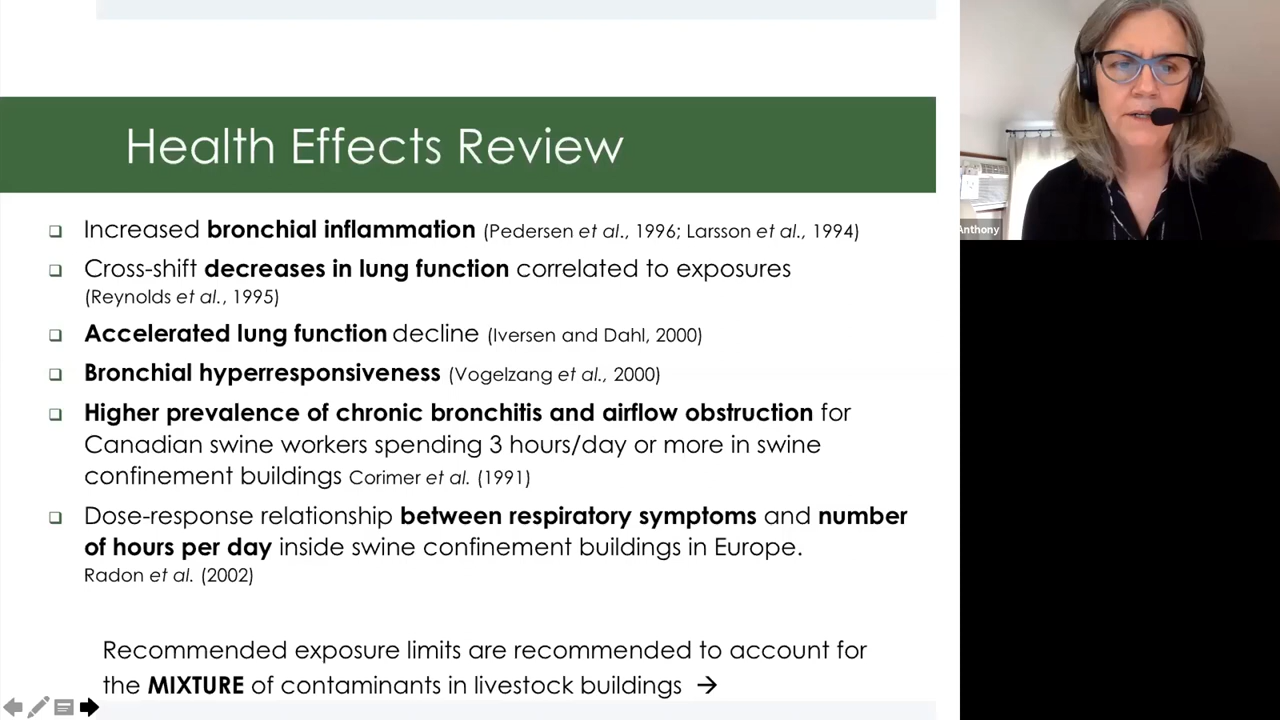 Health Effects Review
Increased bronchial inflammation (Pedersen et al., 1996; Larsson et al., 1994)
Cross-shift decreases in lung function correlated to exposures
(Reynolds et al., 1995)
Accelerated lung function decline (Iversen and Dahl, 2000)
Bronchial hyperresponsiveness (Vogelzang et al., 2000)
Higher prevalence of chronic bronchitis and airflow obstruction for
Canadian swine workers spending 3 hours/day or more in swine
confinement buildings Corimer et al. (1991)
Dose-response relationship between respiratory symptoms and number
of hours per day inside swine confinement buildings in Europe.
Radon et al. (2002)
Recommended exposure limits are recommended to account for
the MIXTURE of contaminants in livestock buildings →
Anthony